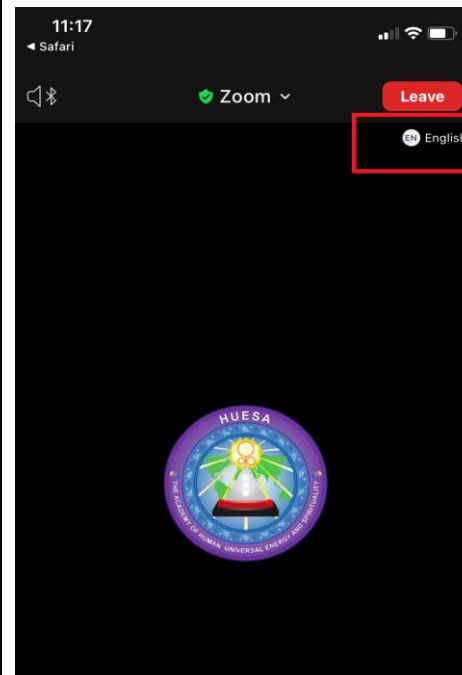 11:17
◄ Safari
Zoom
Leave
EN English
HUESA
THE ACADEMY OF HUMAN UNIVERSAL ENERGY AND SPIRITUALITY